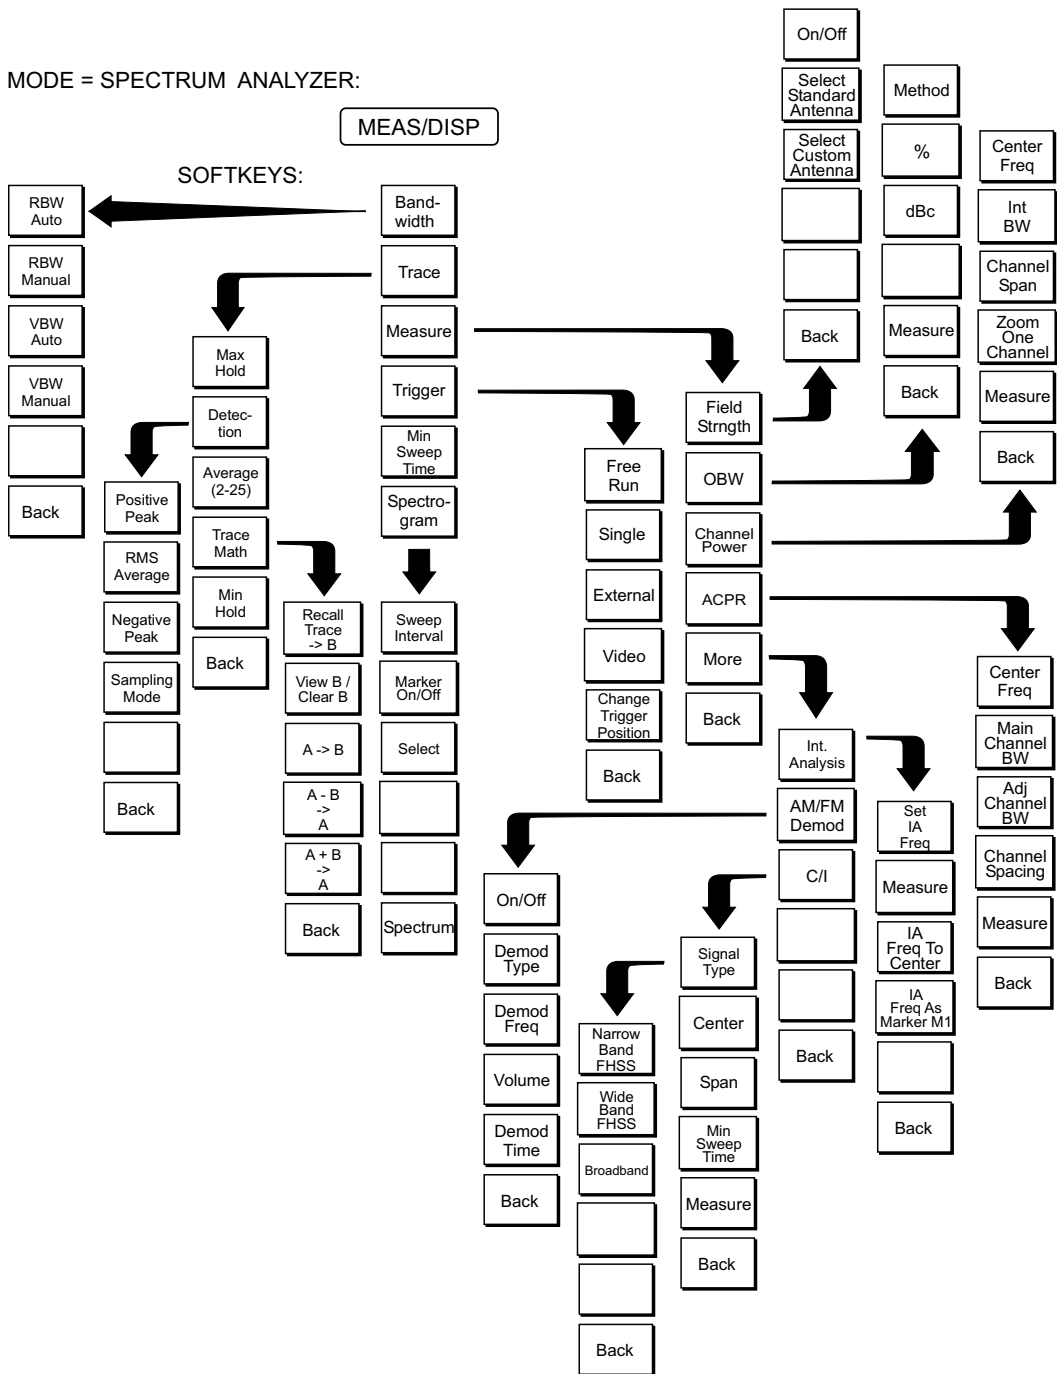 MODE = SPECTRUM ANALYZER:
MEAS/DISP
SOFTKEYS:
Band-
width
Trace
Measure
Trigger
Min
Sweep
Time
Spectro-
gram
RBW
Auto
RBW
Manual
VBW
Auto
VBW
Manual
Back
Max
Hold
Detec-
tion
Average
(2-25)
Trace
Math
Min
Hold
Back
Positive
Peak
RMS
Average
Negative
Peak
Sampling
Mode
Back
Recall
Trace
-> B
View B /
Clear B
A -> B
A - B
->
A
A + B
->
A
Back
Sweep
Interval
Marker
On/Off
Select
Spectrum
Free
Run
Single
External
Video
Change
Trigger
Position
Back
Field
Strngth
OBW
Channel
Power
ACPR
More
Back
On/Off
Select
Standard
Antenna
Select
Custom
Antenna
Back
Method
%
dBc
Measure
Back
Center
Freq
Int
BW
Channel
Span
Zoom
One
Channel
Measure
Back
Center
Freq
Main
Channel
BW
Adj
Channel
BW
Channel
Spacing
Measure
Back
Int.
Analysis
AM/FM
Demod
C/I
Back
Set
IA
Freq
Measure
IA
Freq To
Center
IA
Freq As
Marker M1
Back
On/Off
Demod
Type
Demod
Freq
Volume
Demod
Time
Back
Signal
Type
Center
Span
Min
Sweep
Time
Measure
Back
Narrow
Band
FHSS
Wide
Band
FHSS
Broadband
Back